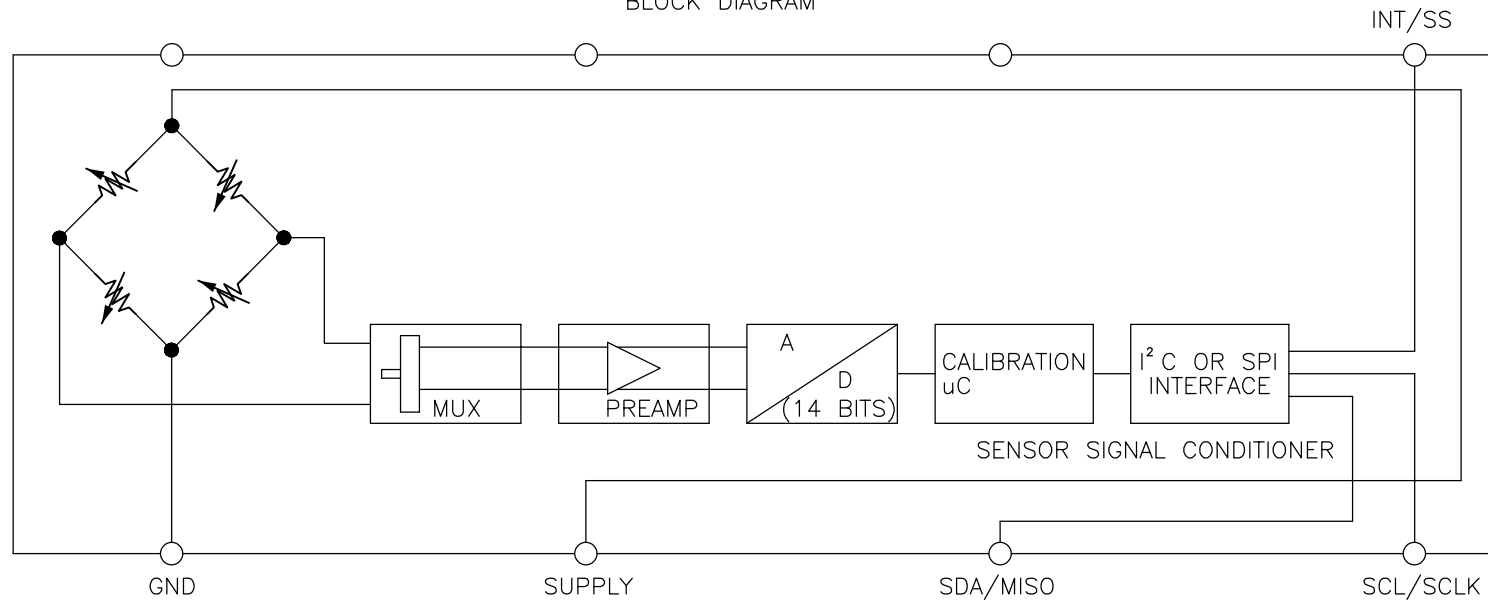 BLOCK DIAGRAM
INT/SS
A
D
(14 BITS)
MUX
PREAMP
CALIBRATION
uC
I²C OR SPI
INTERFACE
SENSOR SIGNAL CONDITIONER
GND
SUPPLY
SDA/MISO
SCL/SCLK